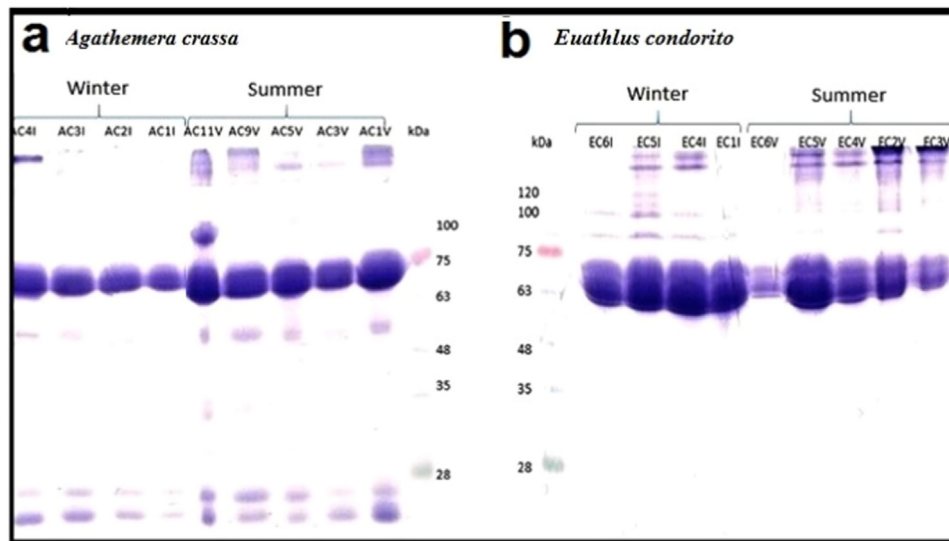 a Agathemera crassa
Winter Summer
AC4I AC3I AC2I AC1I AC11V AC9V AC5V AC3V AC1V kDa
100
75
63
48
35
28
b Euathlus condorito
Winter Summer
kDa EC6I EC5I EC4I EC1I EC6V EC5V EC4V EC2V EC3V
120
100
75
63
48
35
28